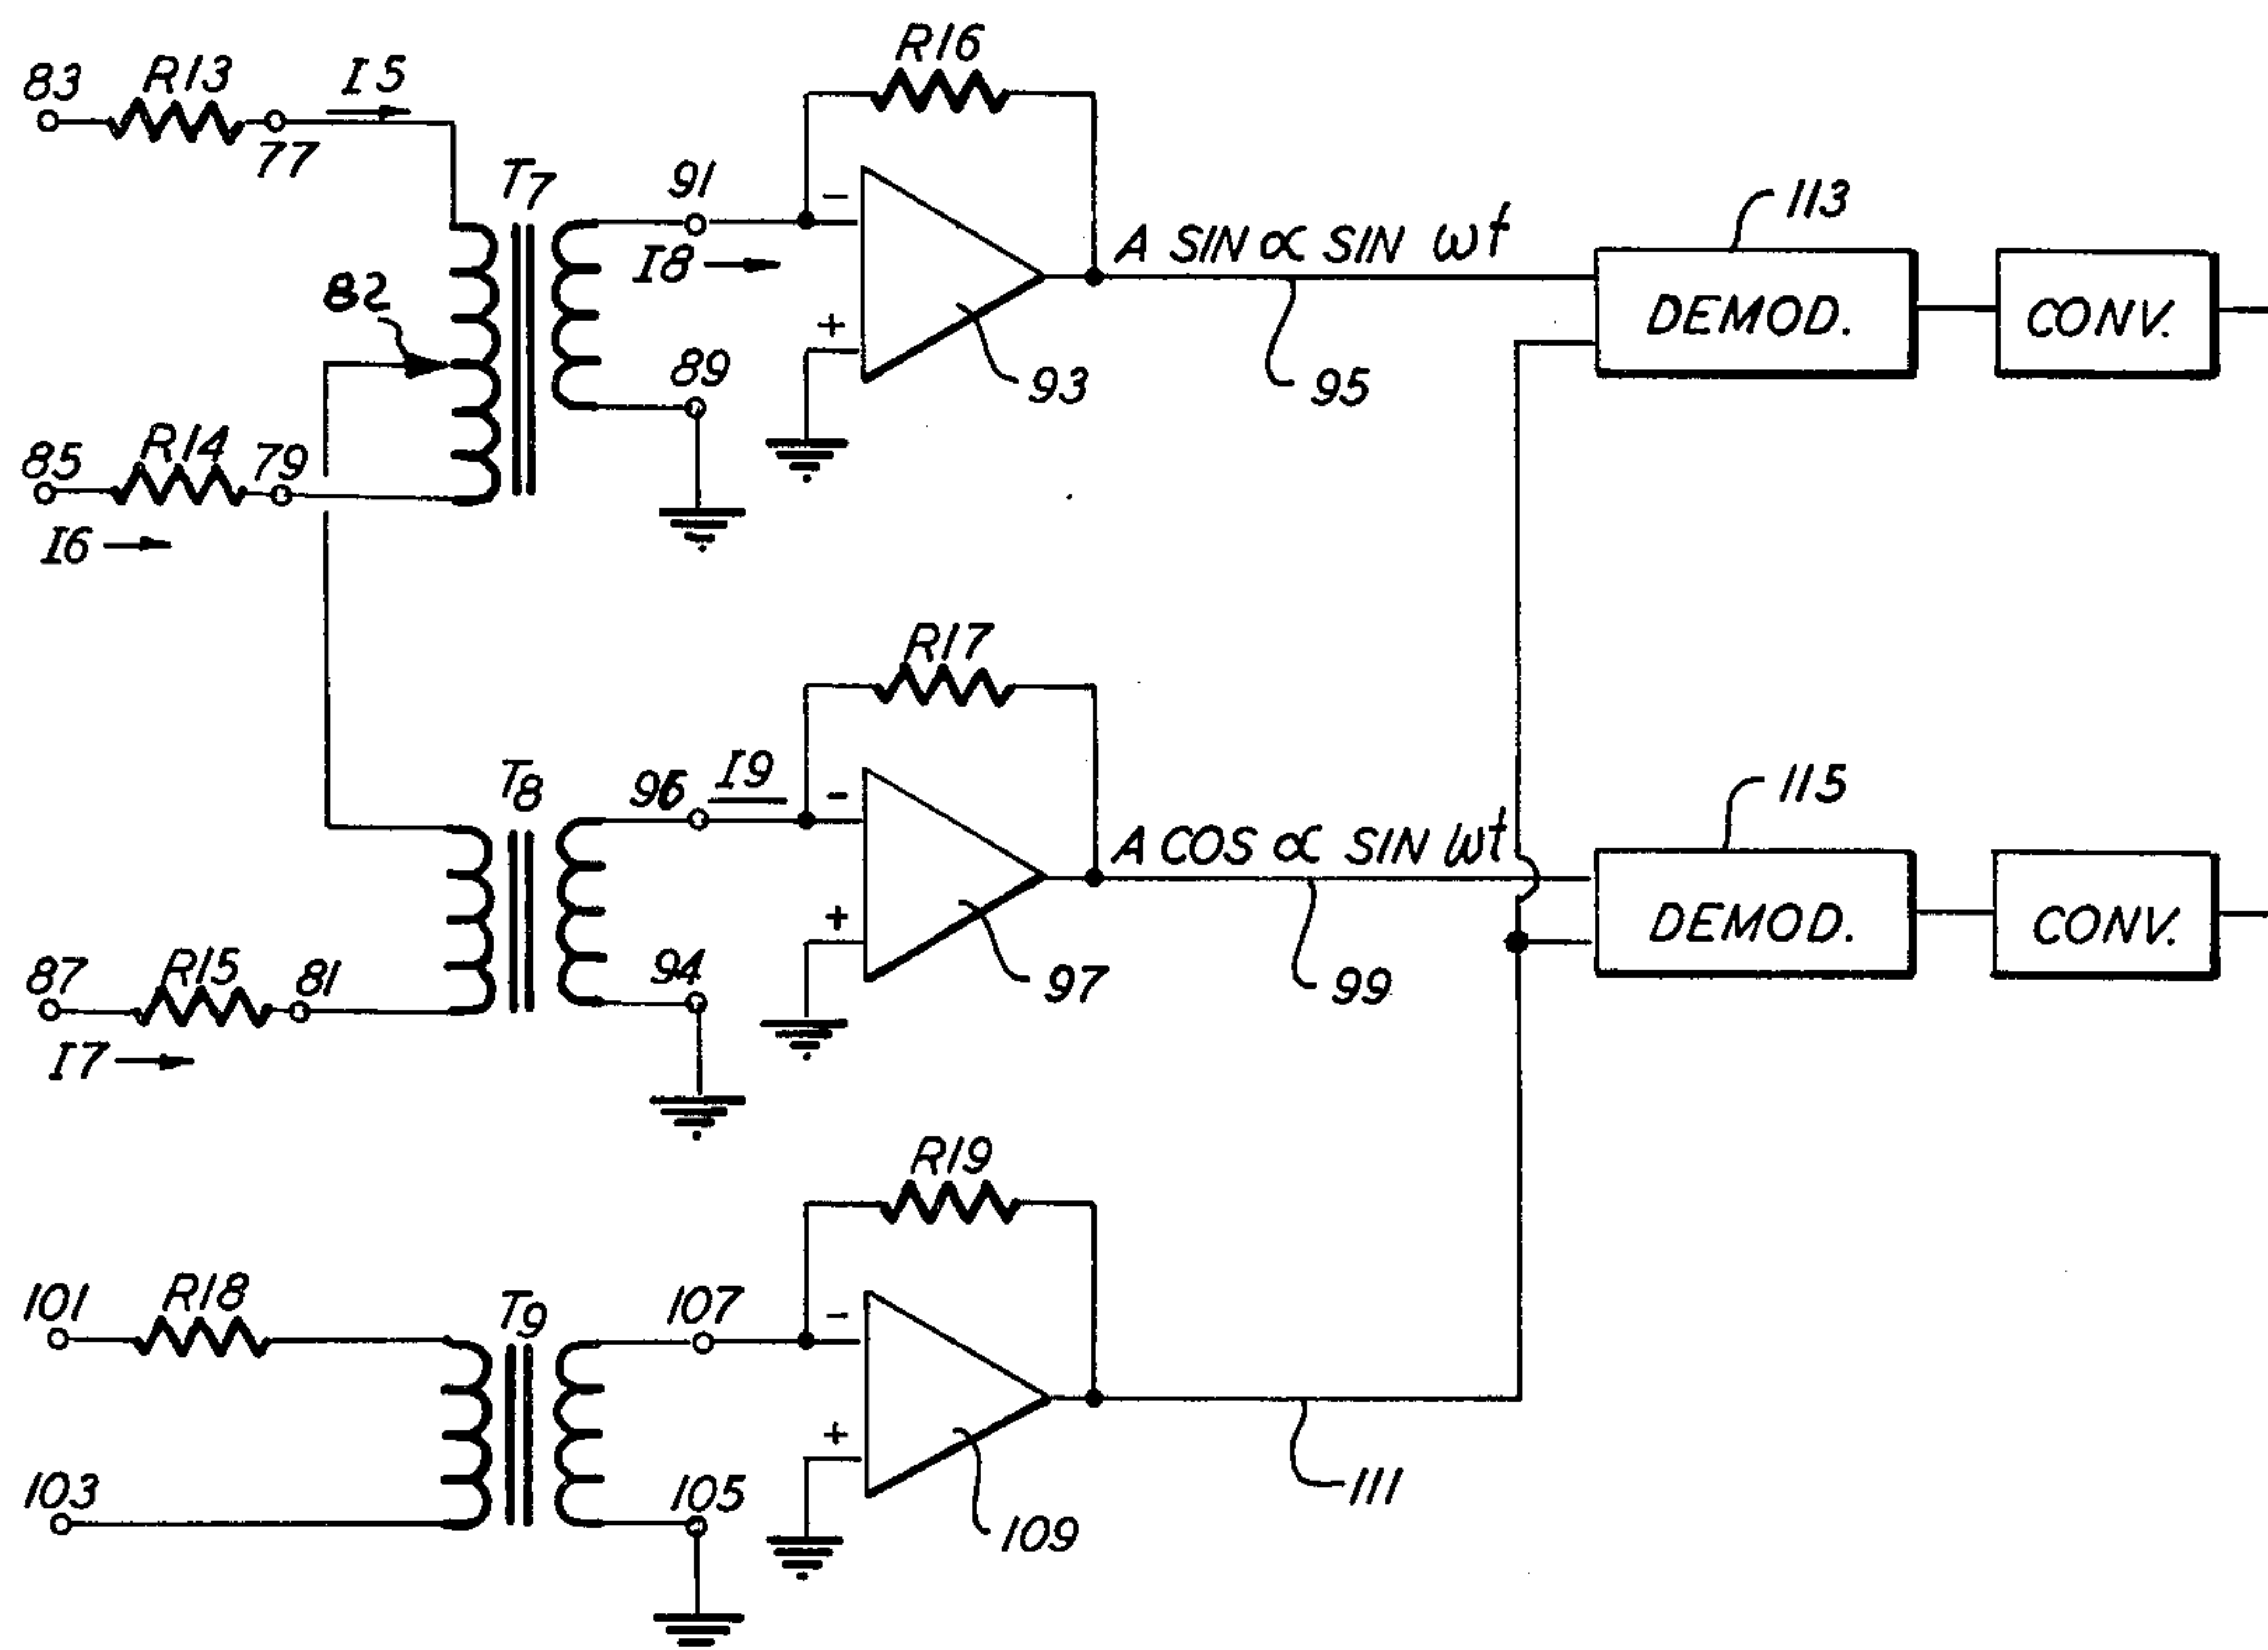 R16
83
R13
I5
77
T7
91
I8
-
+
A SIN ∝ SIN ωt
113
DEMOD.
CONV.
82
89
93
95
85
R14
79
I6
R17
T8
96
I9
-
+
A COS ∝ SIN ωt
115
DEMOD.
CONV.
87
R15
81
94
97
99
I7
R19
101
R18
T9
107
-
+
103
105
109
111